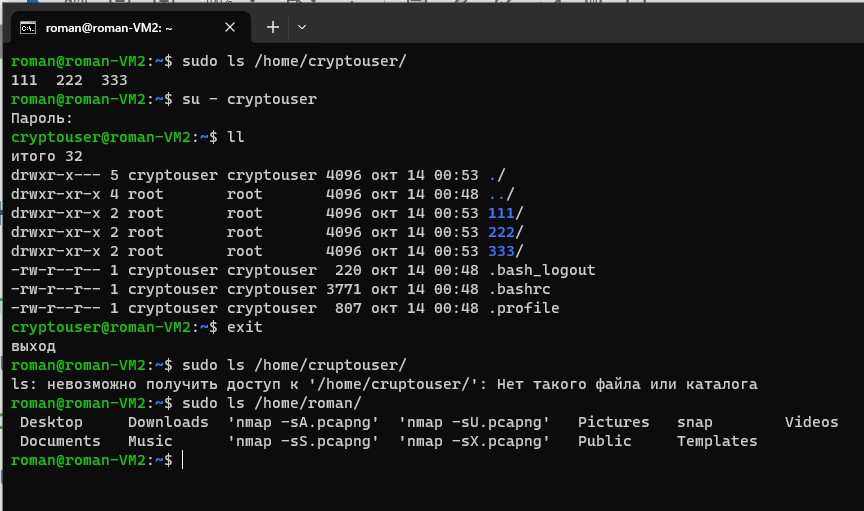 roman@roman-VM2: ~
roman@roman-VM2:~$ sudo ls /home/cryptouser/
111  222  333
roman@roman-VM2:~$ su - cryptouser
Пароль:
cryptouser@roman-VM2:~$ ll
итого 32
drwxr-x--- 5 cryptouser cryptouser 4096 окт 14 00:53 ./
drwxr-xr-x 4 root       root       4096 окт 14 00:48 ../
drwxr-xr-x 2 root       root       4096 окт 14 00:53 111/
drwxr-xr-x 2 root       root       4096 окт 14 00:53 222/
drwxr-xr-x 2 root       root       4096 окт 14 00:53 333/
-rw-r--r-- 1 cryptouser cryptouser  220 окт 14 00:48 .bash_logout
-rw-r--r-- 1 cryptouser cryptouser 3771 окт 14 00:48 .bashrc
-rw-r--r-- 1 cryptouser cryptouser  807 окт 14 00:48 .profile
cryptouser@roman-VM2:~$ exit
выход
roman@roman-VM2:~$ sudo ls /home/cruptouser/
ls: невозможно получить доступ к '/home/cruptouser/': Нет такого файла или каталога
roman@roman-VM2:~$ sudo ls /home/roman/
 Desktop     Downloads  'nmap -sA.pcapng'  'nmap -sU.pcapng'   Pictures   snap        Videos
 Documents   Music      'nmap -sS.pcapng'  'nmap -sX.pcapng'   Public     Templates
roman@roman-VM2:~$